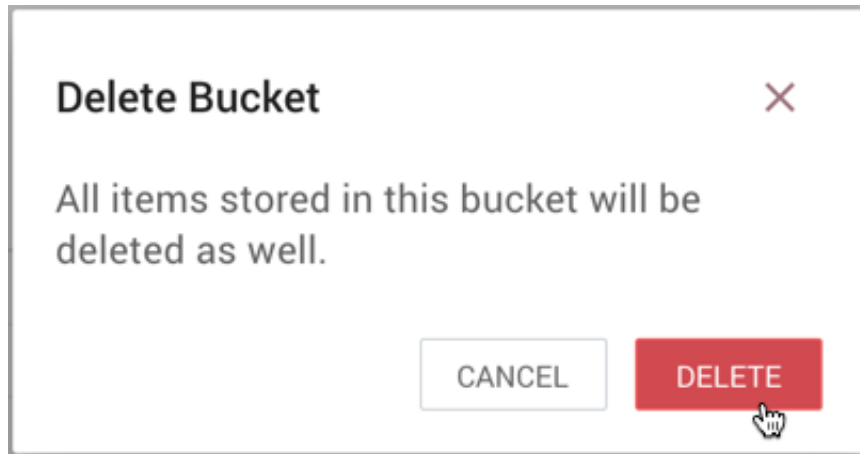 Delete Bucket
All items stored in this bucket will be
deleted as well.
CANCEL
DELETE